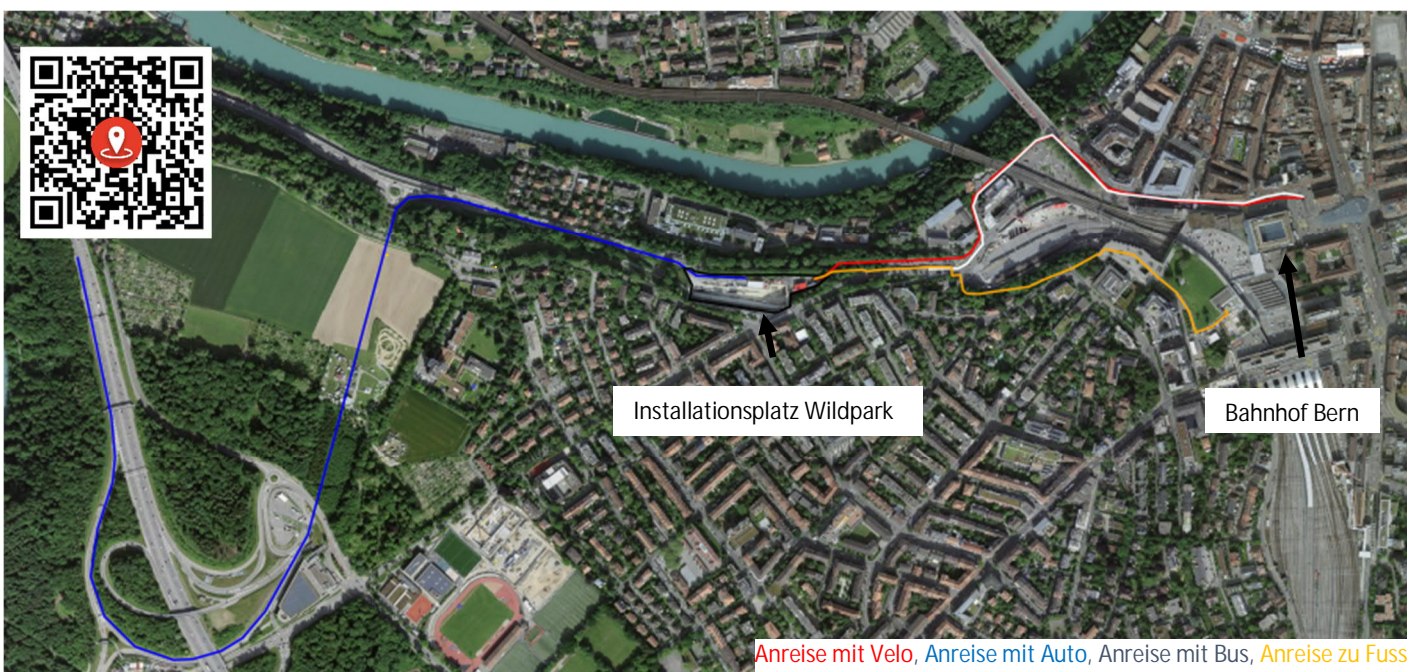 Installationsplatz Wildpark
Bahnhof Bern
Anreise mit Velo, Anreise mit Auto, Anreise mit Bus, Anreise zu Fuss